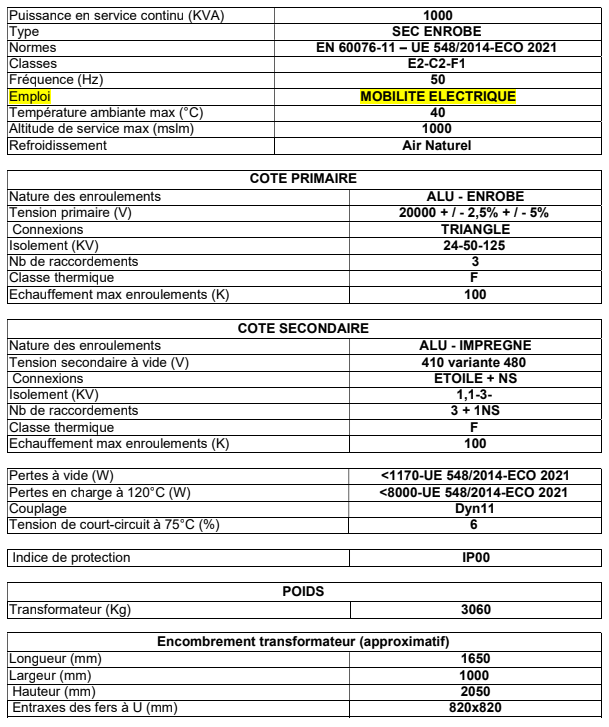 Puissance en service continu (KVA) 1000
Type SEC ENROBE
Normes EN 60076-11 – UE 548/2014-ECO 2021
Classes E2-C2-F1
Fréquence (Hz) 50
Emploi MOBILITE ELECTRIQUE
Température ambiante max (°C) 40
Altitude de service max (mslm) 1000
Refroidissement Air Naturel
COTE PRIMAIRE
Nature des enroulements ALU - ENROBE
Tension primaire (V) 20000 + / - 2,5% + / - 5%
Connexions TRIANGLE
Isolement (KV) 24-50-125
Nb de raccordements 3
Classe thermique F
Echauffement max enroulements (K) 100
COTE SECONDAIRE
Nature des enroulements ALU - IMPREGNE
Tension secondaire à vide (V) 410 variante 480
Connexions ETOILE + NS
Isolement (KV) 1,1-3-
Nb de raccordements 3 + 1NS
Classe thermique F
Echauffement max enroulements (K) 100
Pertes à vide (W) <1170-UE 548/2014-ECO 2021
Pertes en charge à 120°C (W) <8000-UE 548/2014-ECO 2021
Couplage Dyn11
Tension de court-circuit à 75°C (%) 6
Indice de protection IP00
POIDS
Transformateur (Kg) 3060
Encombrement transformateur (approximatif)
Longueur (mm) 1650
Largeur (mm) 1000
Hauteur (mm) 2050
Entraxes des fers à U (mm) 820x820